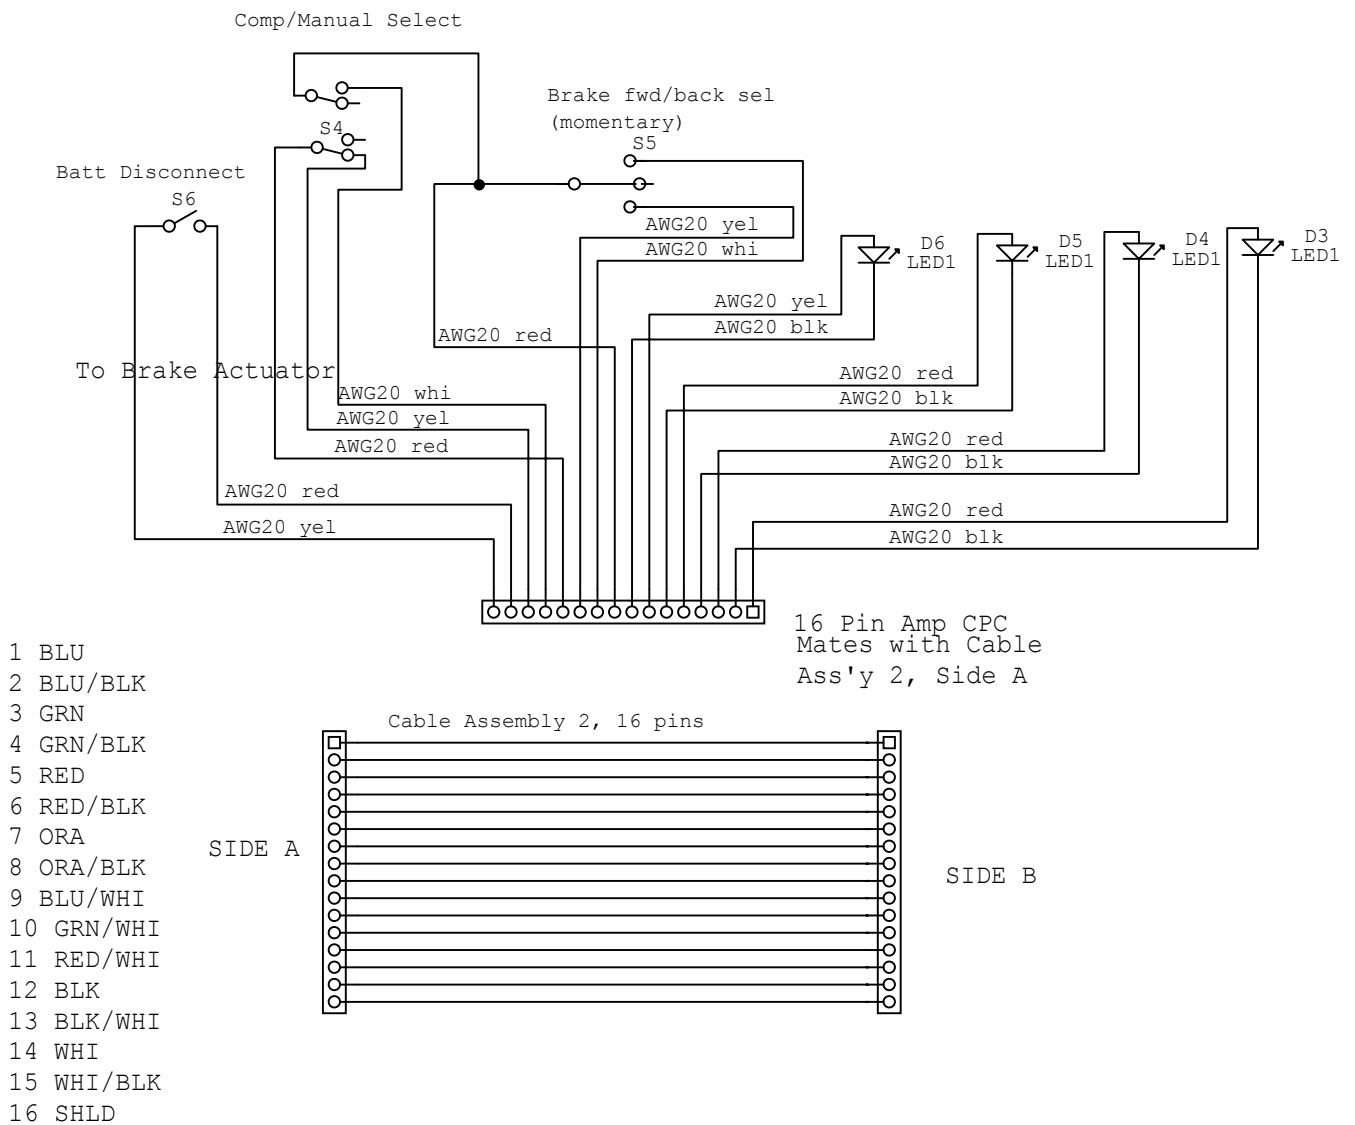 Comp/Manual Select
Brake fwd/back sel
(momentary)
S5
S4
Batt Disconnect
S6
AWG20 yel
AWG20 whi
D6
LED1
D5
LED1
D4
LED1
D3
LED1
AWG20 yel
AWG20 blk
AWG20 red
To Brake Actuator
AWG20 red
AWG20 blk
AWG20 whi
AWG20 yel
AWG20 red
AWG20 red
AWG20 blk
AWG20 red
AWG20 yel
AWG20 red
AWG20 blk
16 Pin Amp CPC
Mates with Cable
Ass'y 2, Side A
1 BLU
2 BLU/BLK
3 GRN
4 GRN/BLK
5 RED
6 RED/BLK
7 ORA
8 ORA/BLK
9 BLU/WHI
10 GRN/WHI
11 RED/WHI
12 BLK
13 BLK/WHI
14 WHI
15 WHI/BLK
16 SHLD
Cable Assembly 2, 16 pins
SIDE A
SIDE B